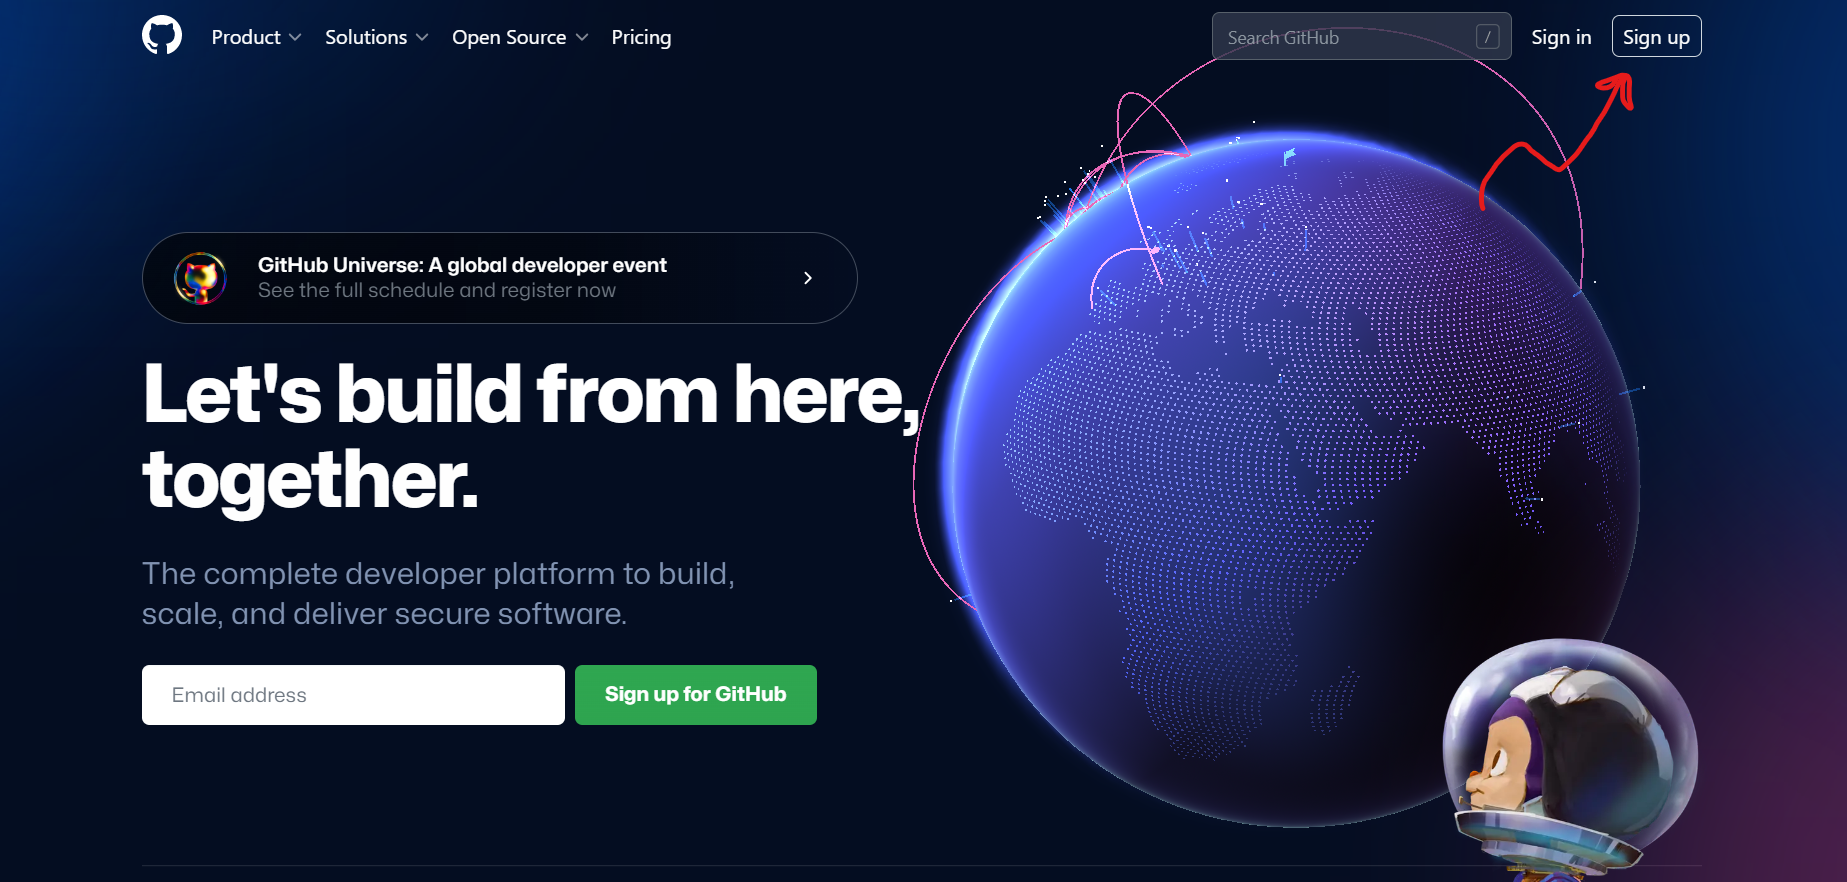 Product
Solutions
Open Source
Pricing
Search GitHub
/
Sign in
Sign up
GitHub Universe: A global developer event
See the full schedule and register now
Let's build from here,
together.
The complete developer platform to build,
scale, and deliver secure software.
Email address
Sign up for GitHub